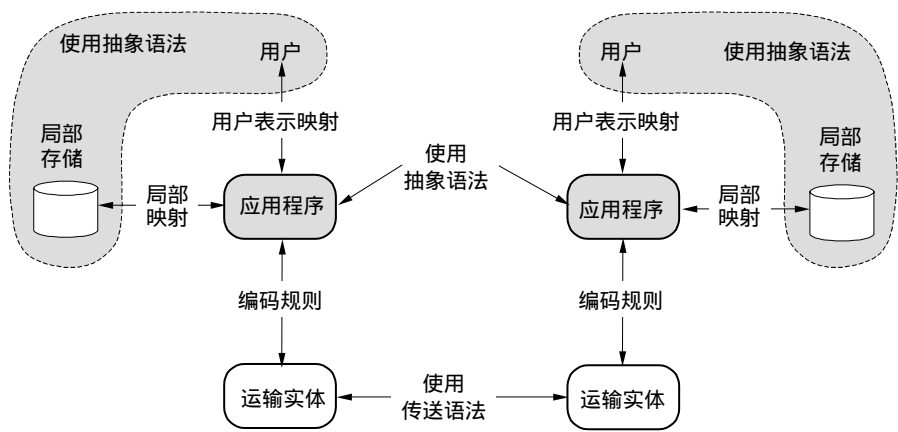 使用抽象语法
用户
用户
使用抽象语法
用户表示映射
用户表示映射
局部
存储
局部
存储
使用
抽象语法
局部
映射
应用程序
应用程序
局部
映射
编码规则
编码规则
运输实体
使用
传送语法
运输实体